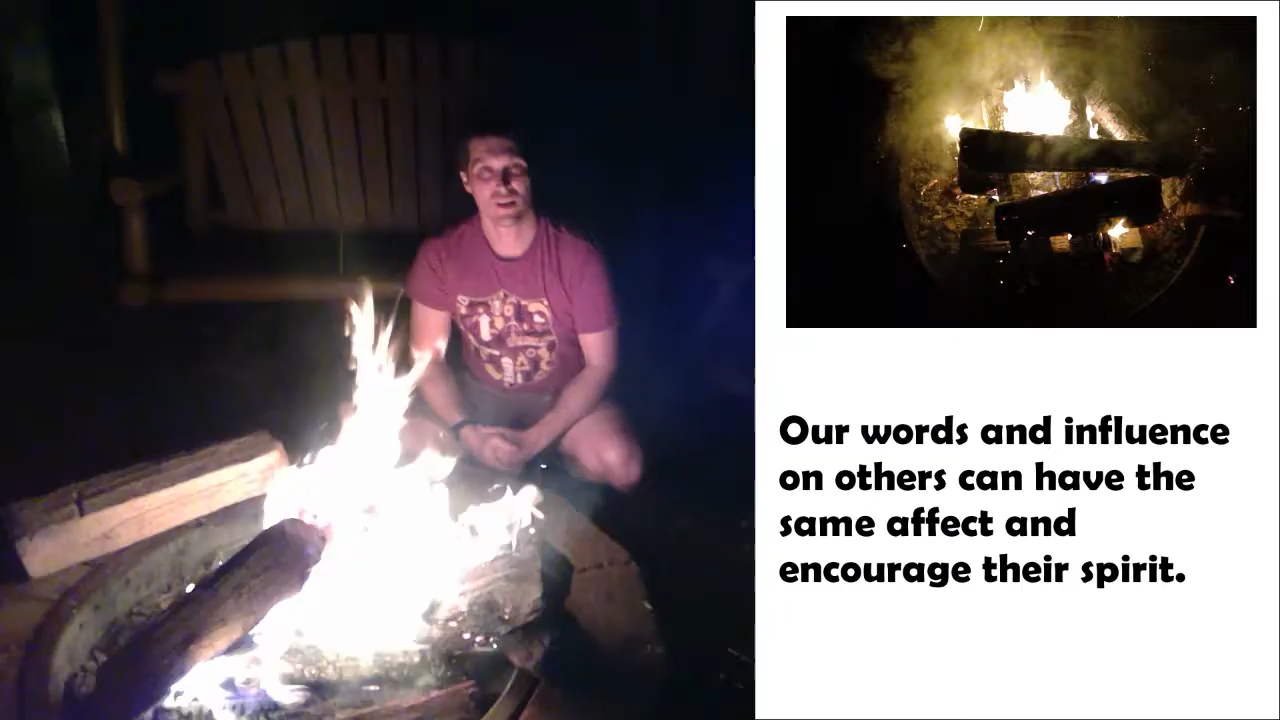 Our words and influence
on others can have the
same affect and
encourage their spirit.